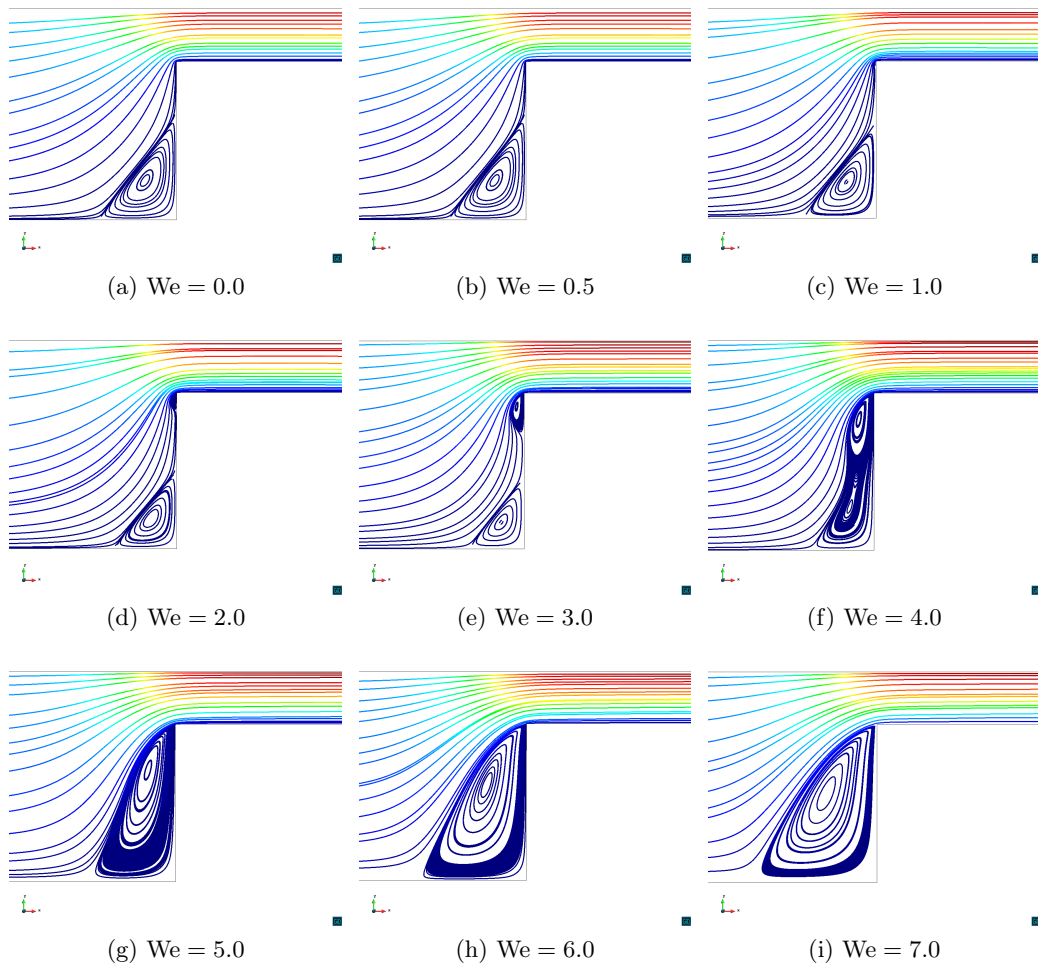 (a) We = 0.0
(b) We = 0.5
(c) We = 1.0
(d) We = 2.0
(e) We = 3.0
(f) We = 4.0
(g) We = 5.0
(h) We = 6.0
(i) We = 7.0